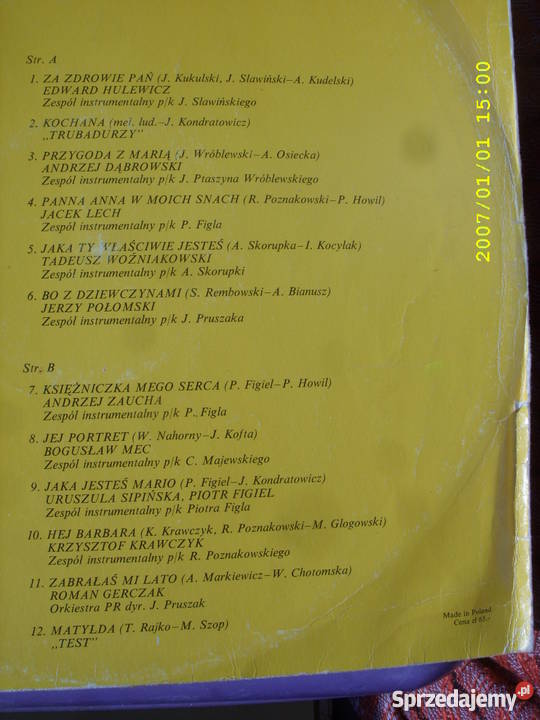 Str. A
1. ZA ZDROWIE PAŃ (J. Kukulski, J. Sławiński–A. Kudelski)
EDWARD HULEWICZ
Zespół instrumentalny p/k J. Sławińskiego
2. KOCHANA (mel. lud.–J. Kondratowicz)
„TRUBADURZY"
3. PRZYGODA Z MARIĄ (J. Wróblewski–A. Osiecka)
ANDRZEJ DĄBROWSKI
Zespół instrumentalny p/k J. Ptaszyna Wróblewskiego
4. PANNA ANNA W MOICH SNACH (R. Poznakowski–P. Howil)
JACEK LECH
Zespół instrumentalny p/k P. Figla
5. JAKA TY WŁAŚCIWIE JESTEŚ (A. Skorupka–I. Kocyłak)
TADEUSZ WOŹNIAKOWSKI
Zespół instrumentalny p/k A. Skorupki
6. BO Z DZIEWCZYNAMI (S. Rembowski–A. Bianusz)
JERZY POŁOMSKI
Zespół instrumentalny p/k J. Pruszaka
Str. B
7. KSIĘŻNICZKA MEGO SERCA (P. Figiel–P. Howil)
ANDRZEJ ZAUCHA
Zespół instrumentalny p/k P. Figla
8. JEJ PORTRET (W. Nahorny–J. Kofta)
BOGUSŁAW MEC
Zespół instrumentalny p/k C. Majewskiego
9. JAKA JESTEŚ MARIO (P. Figiel–J. Kondratowicz)
URUSZULA SIPIŃSKA, PIOTR FIGIEL
Zespół instrumentalny p/k Piotra Figla
10. HEJ BARBARA (K. Krawczyk, R. Poznakowski–M. Głogowski)
KRZYSZTOF KRAWCZYK
Zespół instrumentalny p/k R. Poznakowskiego
11. ZABRAŁAŚ MI LATO (A. Markiewicz–W. Chotomska)
ROMAN GERCZAK
Orkiestra PR dyr. J. Pruszak
12. MATYLDA (T. Rajko–M. Szop)
„TEST"
Made in Poland
Cena zł 65,-
2007/01/01 15:00
Sprzedajemy.pl